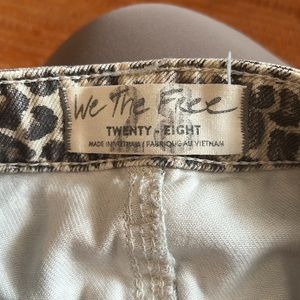 We The Free
TWENTY - EIGHT
MADE IN VIETNAM / FABRIQUÉ AU VIETNAM